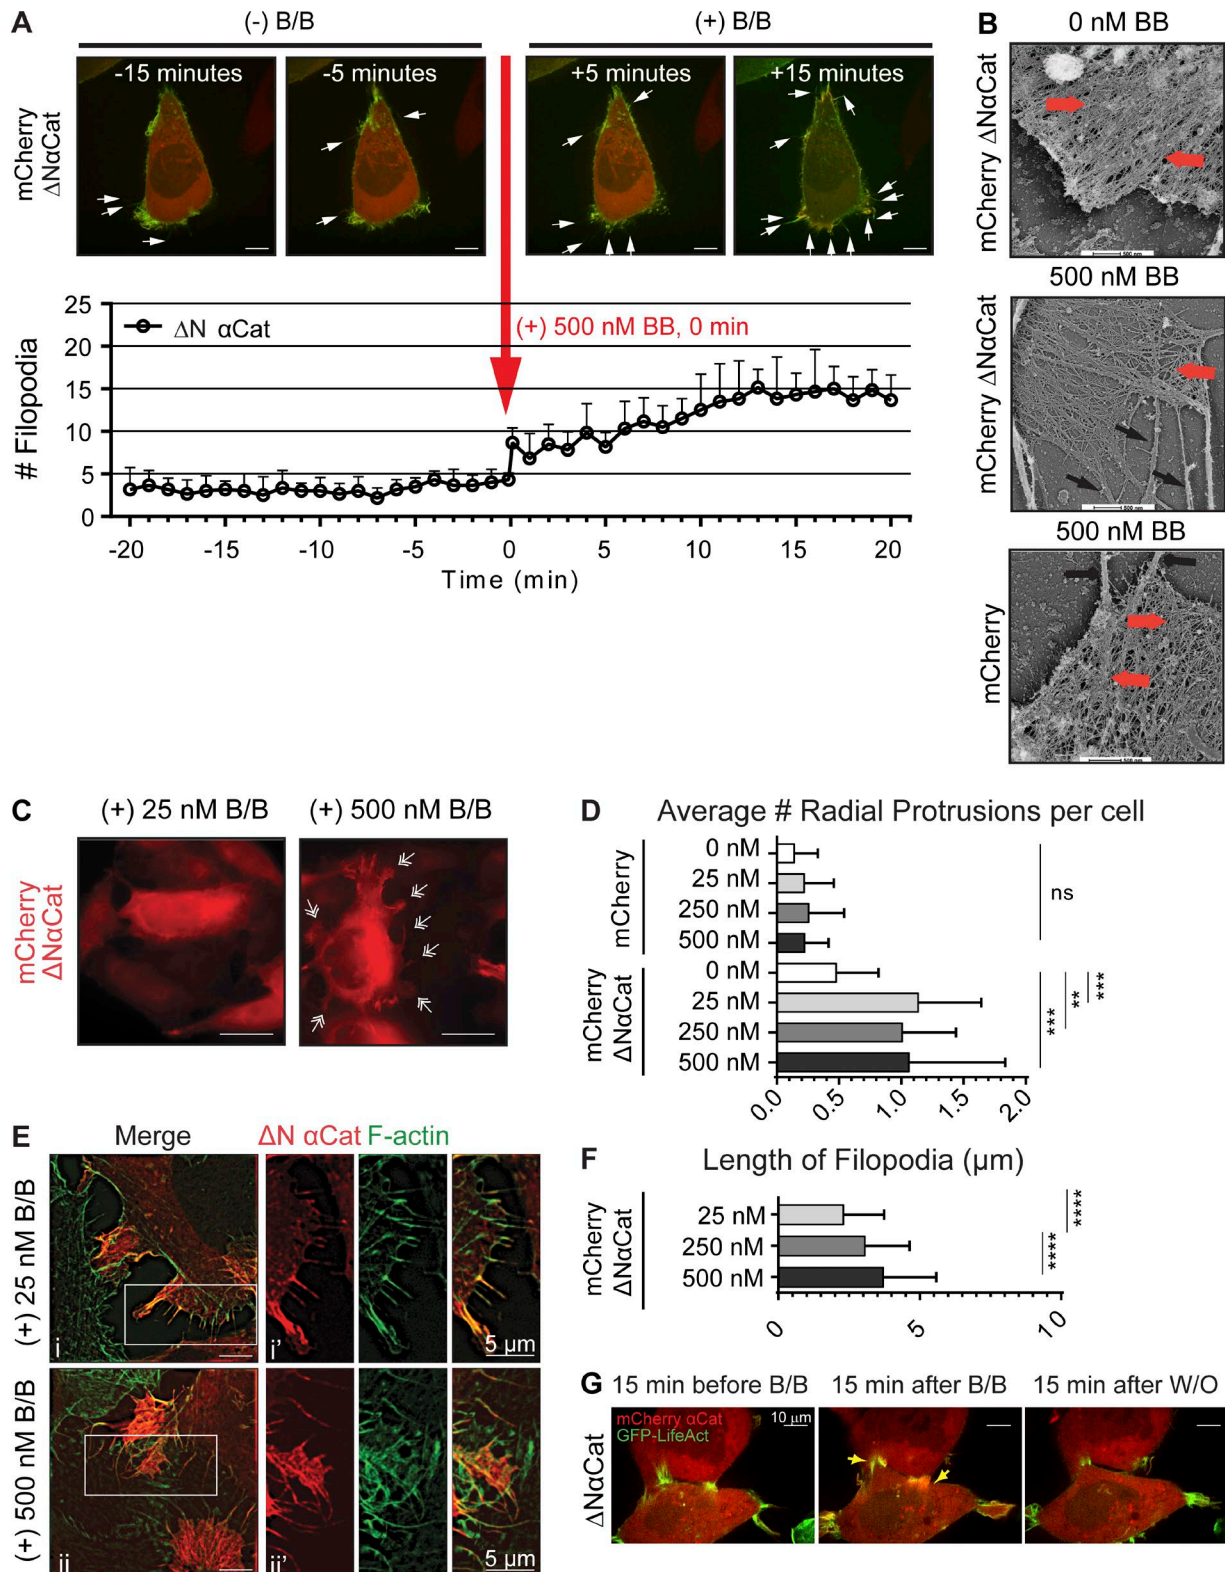 A
(-) B/B
(+) B/B
-15 minutes
-5 minutes
+5 minutes
+15 minutes
mCherry
ΔNαCat
25
20
15
10
5
0
# Filopodia
ΔN αCat
(+) 500 nM BB, 0 min
-20
-15
-10
-5
0
5
10
15
20
Time (min)
B
0 nM BB
mCherry ΔNαCat
500 nm
500 nM BB
mCherry ΔNαCat
500 nm
500 nM BB
mCherry
500 nm
C
(+) 25 nM B/B
(+) 500 nM B/B
mCherry
ΔNαCat
D
Average # Radial Protrusions per cell
mCherry
0 nM
25 nM
250 nM
500 nM
ns
mCherry
ΔNαCat
0 nM
25 nM
250 nM
500 nM
***
**
***
0.0
0.5
1.0
1.5
2.0
E
Merge
ΔN αCat F-actin
(+) 25 nM B/B
i
i'
5 μm
(+) 500 nM B/B
ii
ii'
5 μm
F
Length of Filopodia (μm)
mCherry
ΔNαCat
25 nM
250 nM
500 nM
****
****
0
5
10
G
15 min before B/B
15 min after B/B
15 min after W/O
ΔNαCat
mCherry αCat
GFP-LifeAct
10 μm